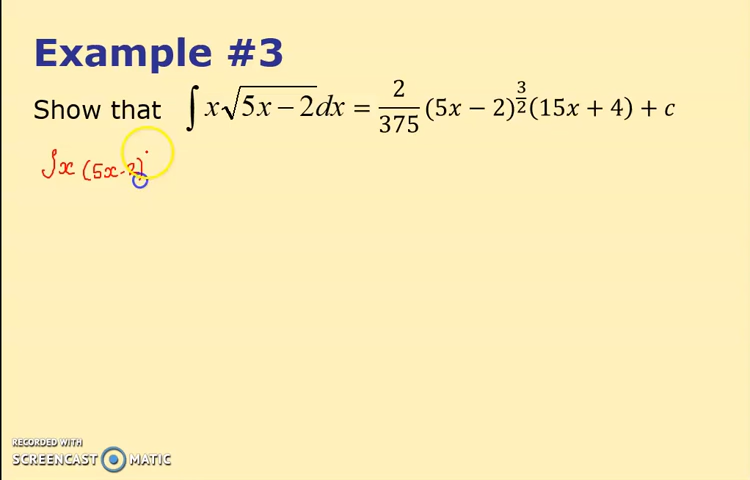 Example #3
Show that ∫ x√(5x − 2)dx = 2/375 (5x − 2)^(3/2) (15x + 4) + c
∫x (5x-2)
RECORDED WITH
SCREENCAST MATIC